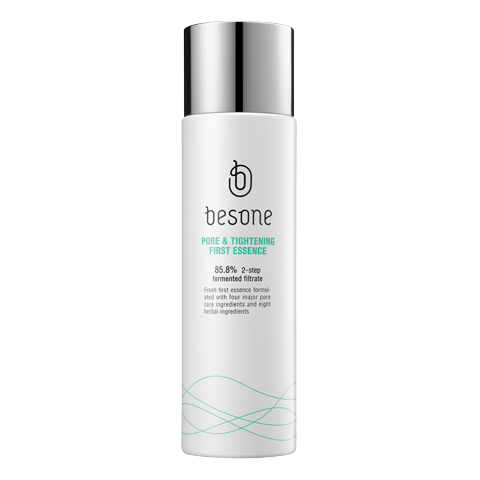 besone
PORE & TIGHTENING
FIRST ESSENCE
85.8% 2-step
fermented filtrate
Fresh first essence formul-
ated with four major pore
care ingredients and eight
herbal ingredients